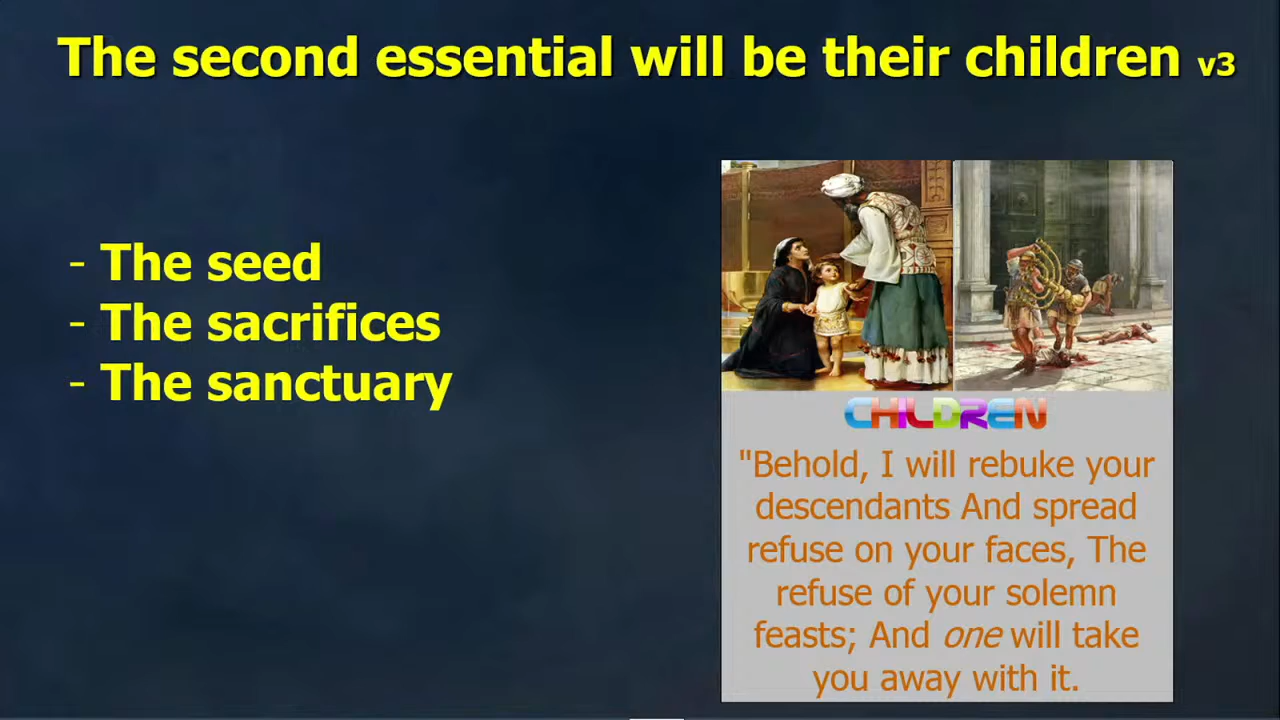 The second essential will be their children v3
- The seed
- The sacrifices
- The sanctuary
CHILDREN
"Behold, I will rebuke your
descendants And spread
refuse on your faces, The
refuse of your solemn
feasts; And one will take
you away with it.